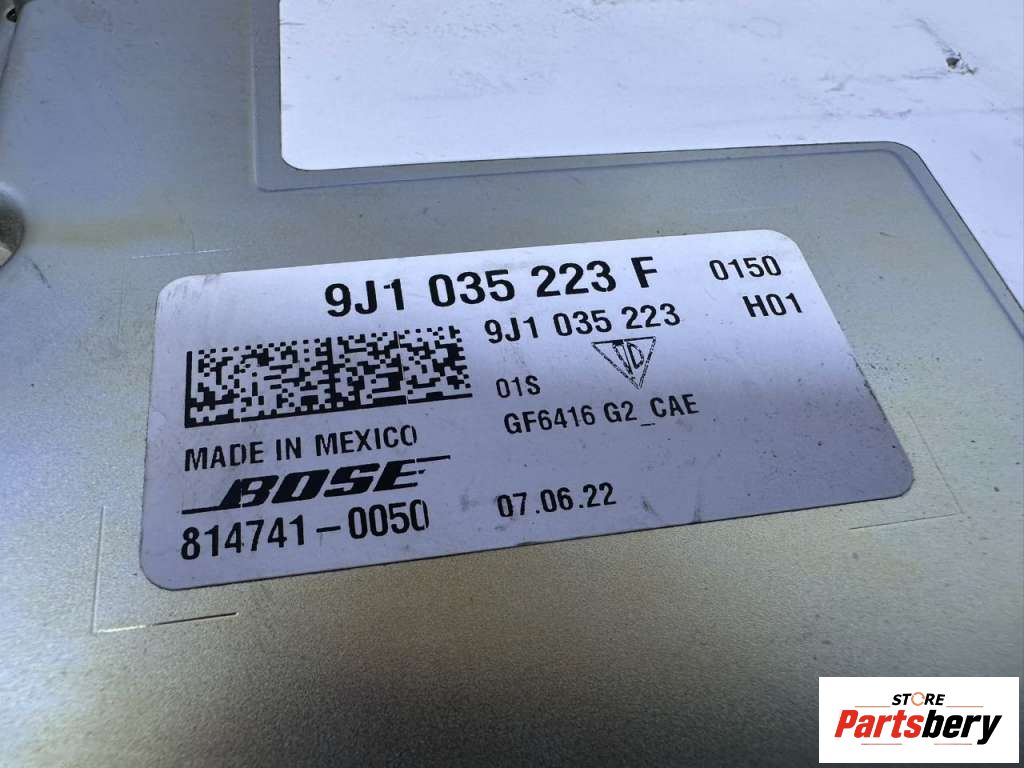 9J1 035 223 F 0150
9J1 035 223 H01
01S
GF6416 G2_CAE
MADE IN MEXICO
BOSE
814741-0050 07.06.22
STORE
Partsbery